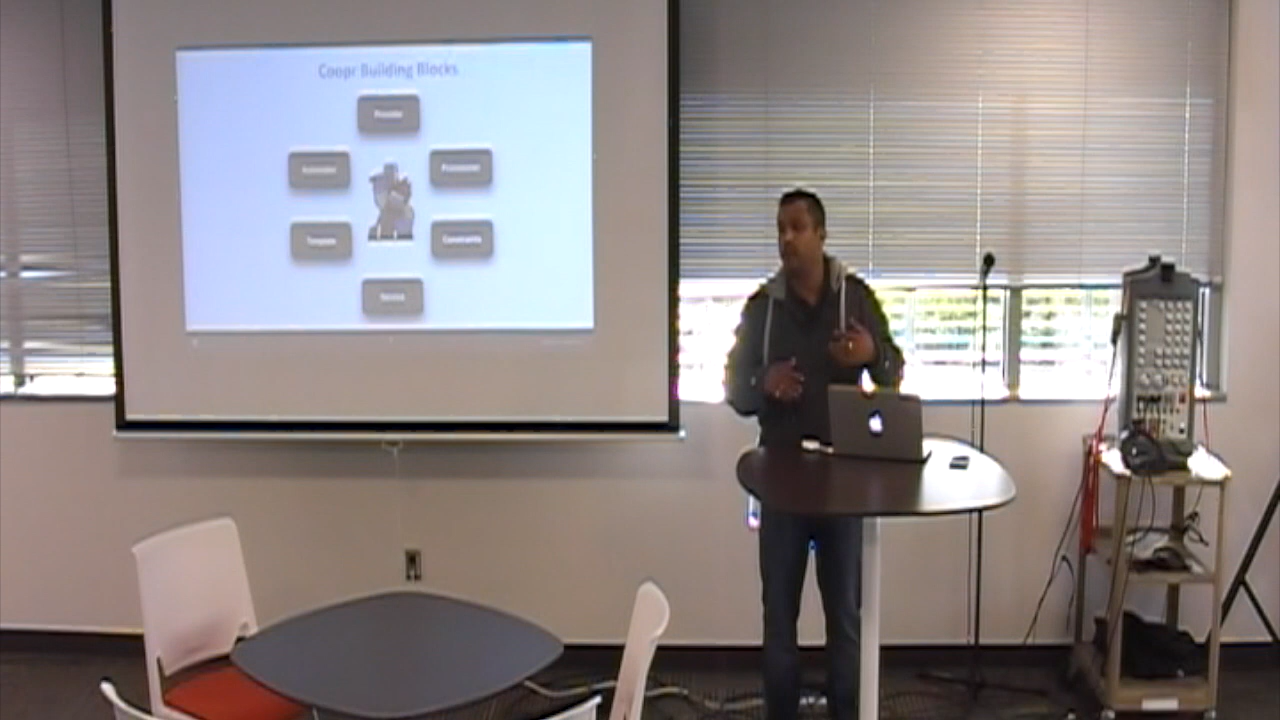 Coopr Building Blocks
Provider
Automator
Provisioner
Template
Constraints
Service